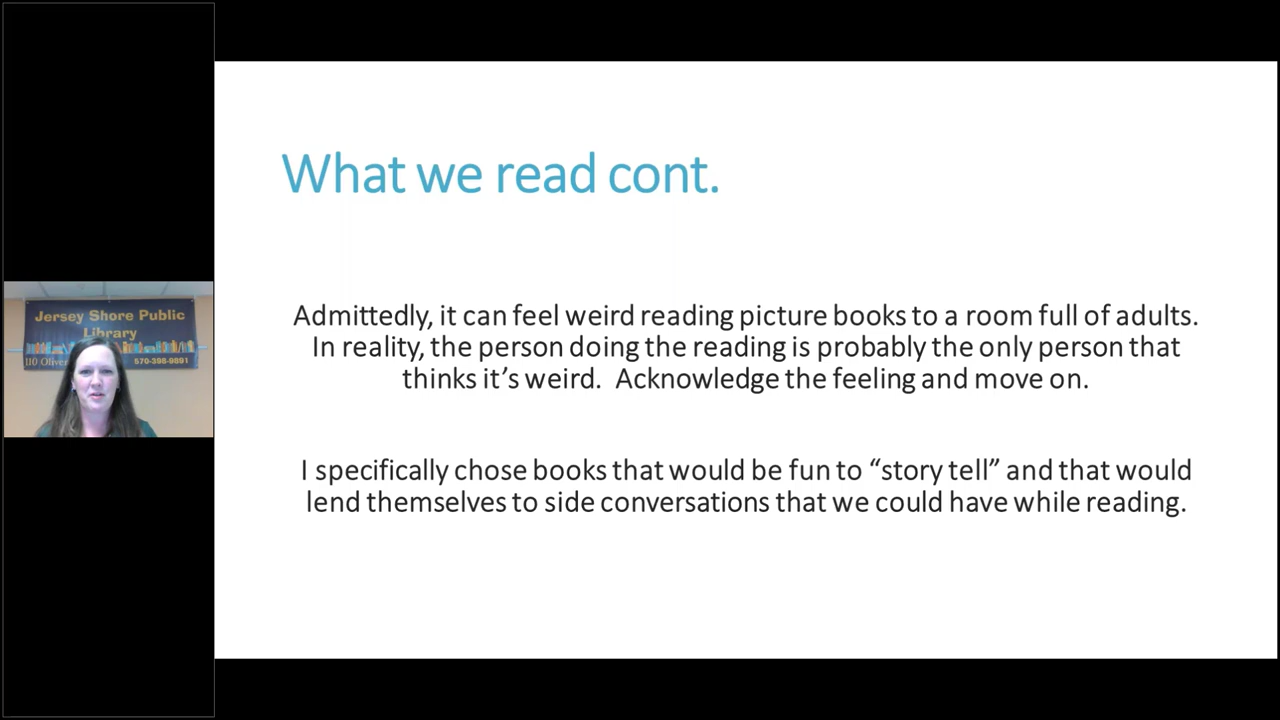 What we read cont.
Admittedly, it can feel weird reading picture books to a room full of adults.
In reality, the person doing the reading is probably the only person that
thinks it’s weird.  Acknowledge the feeling and move on.
I specifically chose books that would be fun to “story tell” and that would
lend themselves to side conversations that we could have while reading.
Jersey Shore Public
Library
110 Oliver
570-398-9891